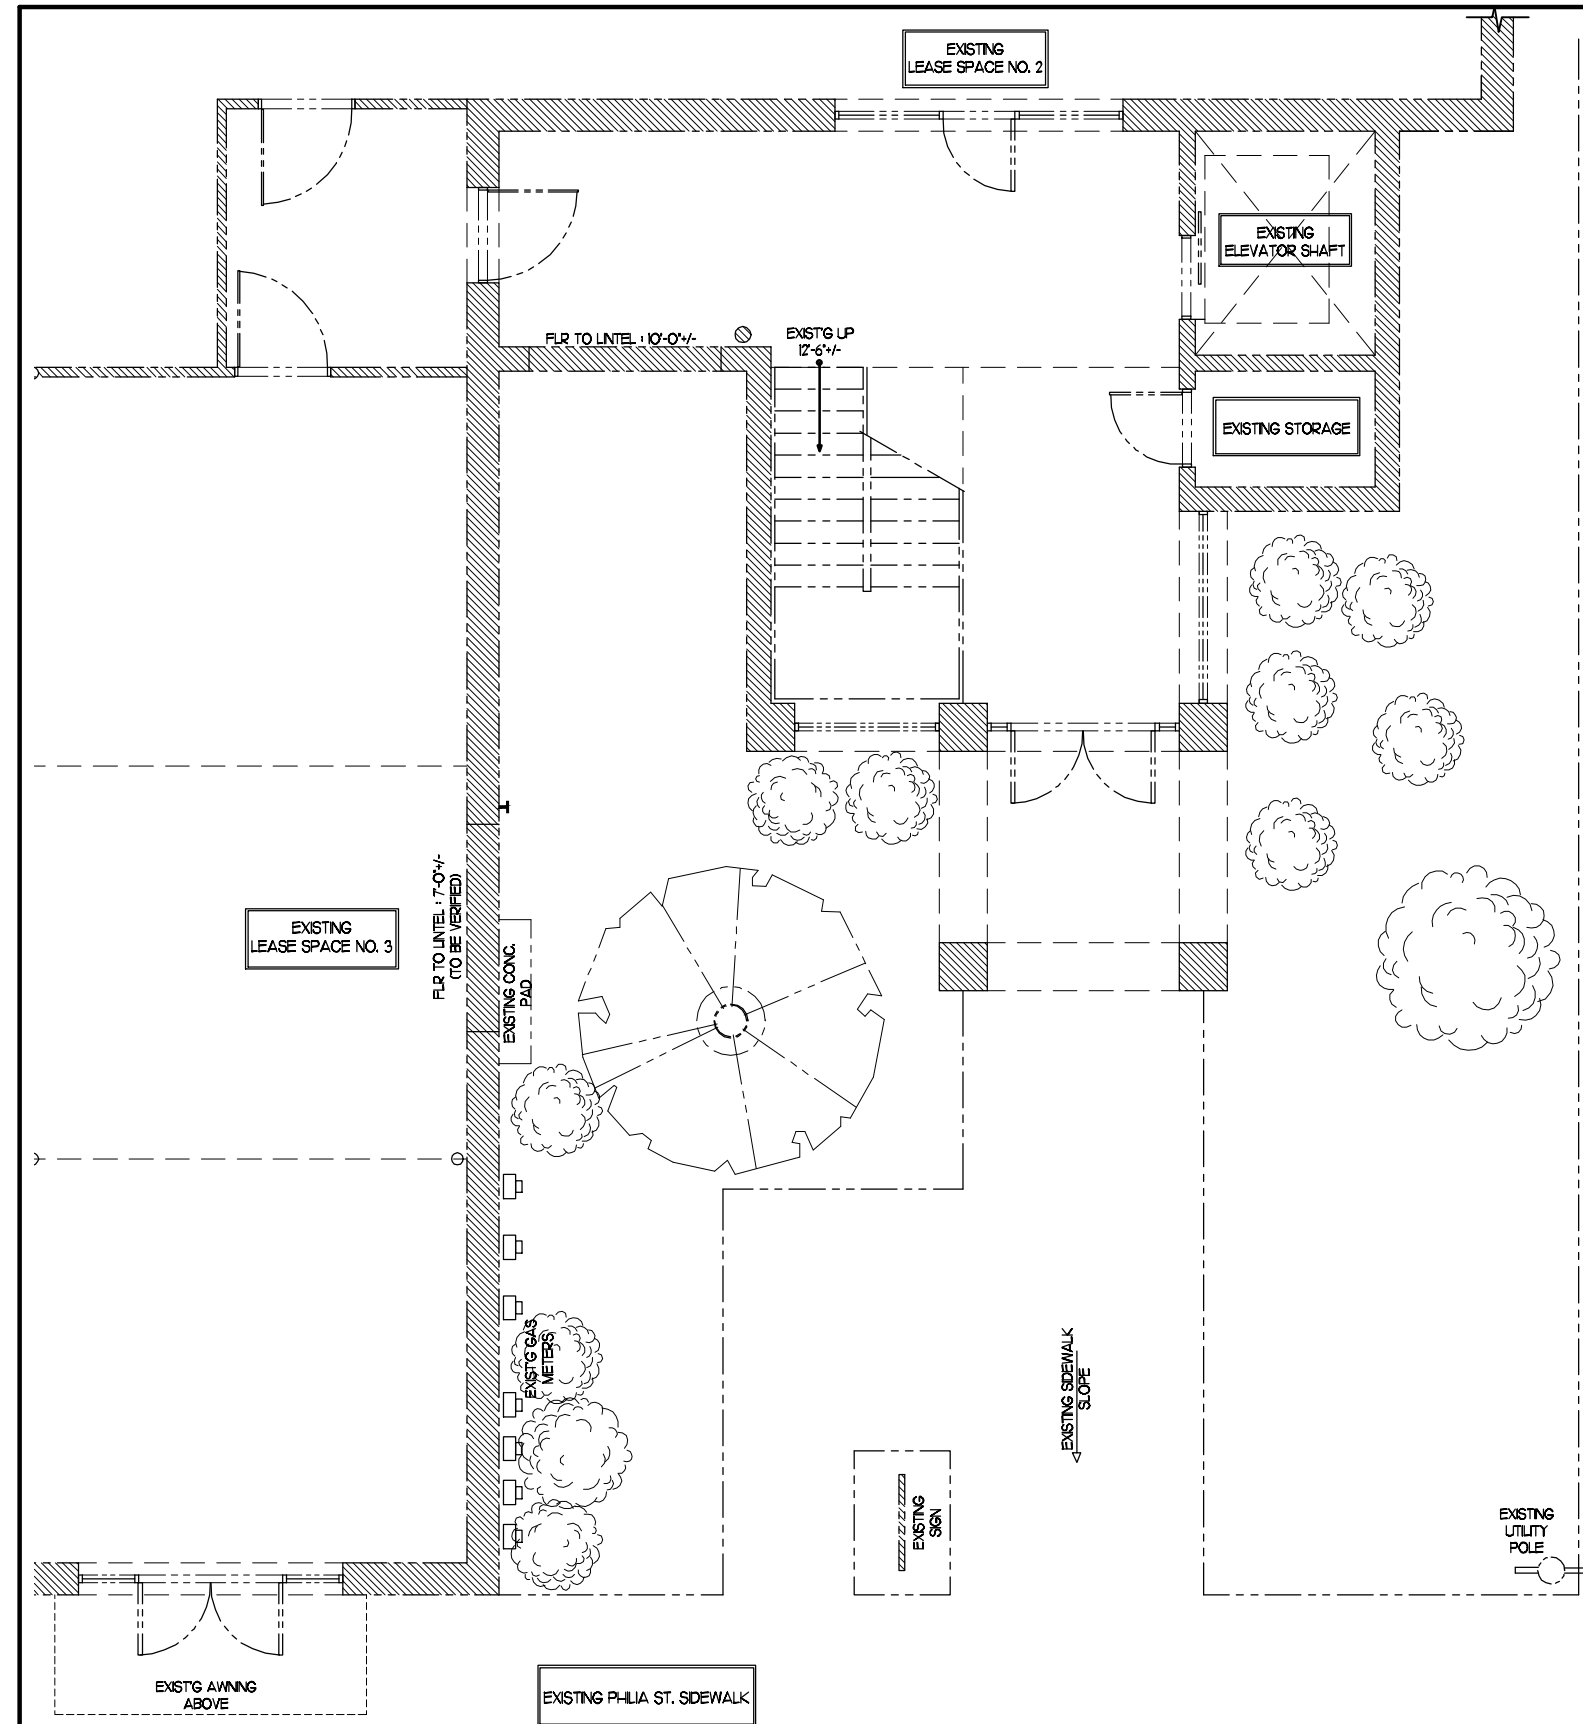 EXISTING
LEASE SPACE NO. 2
EXISTING
ELEVATOR SHAFT
FLR TO LINTEL : 10'-0"+/-
EXIST'G UP
12'-6"+/-
EXISTING STORAGE
FLR TO LINTEL : 7'-0"+/-
(TO BE VERIFIED)
EXISTING
LEASE SPACE NO. 3
EXISTING CONC.
PAD
EXIST'G GAS
METERS
EXISTING SIDEWALK
SLOPE
EXISTING
SIGN
EXISTING
UTILITY
POLE
EXIST'G AWNING
ABOVE
EXISTING PHILIA ST. SIDEWALK